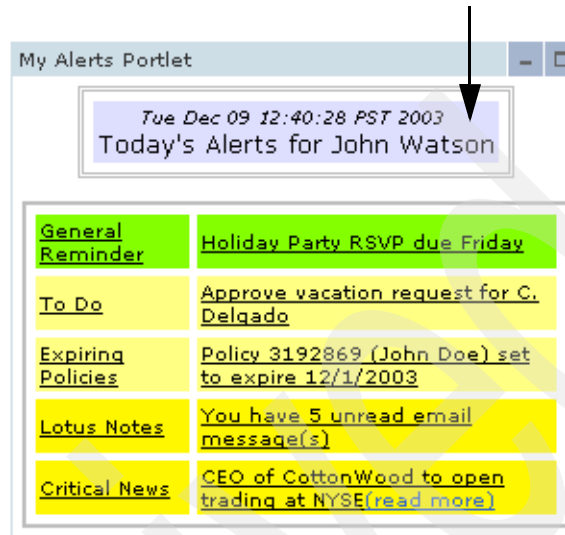 My Alerts Portlet
Tue Dec 09 12:40:28 PST 2003
Today's Alerts for John Watson
General
Reminder
Holiday Party RSVP due Friday
To Do
Approve vacation request for C.
Delgado
Expiring
Policies
Policy 3192869 (John Doe) set
to expire 12/1/2003
Lotus Notes
You have 5 unread email
message(s)
Critical News
CEO of CottonWood to open
trading at NYSE(read more)